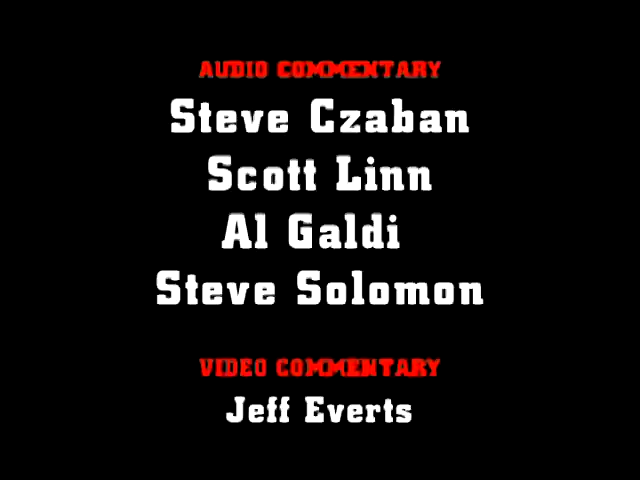 AUDIO COMMENTARY
Steve Czaban
Scott Linn
Al Galdi
Steve Solomon
VIDEO COMMENTARY
Jeff Everts